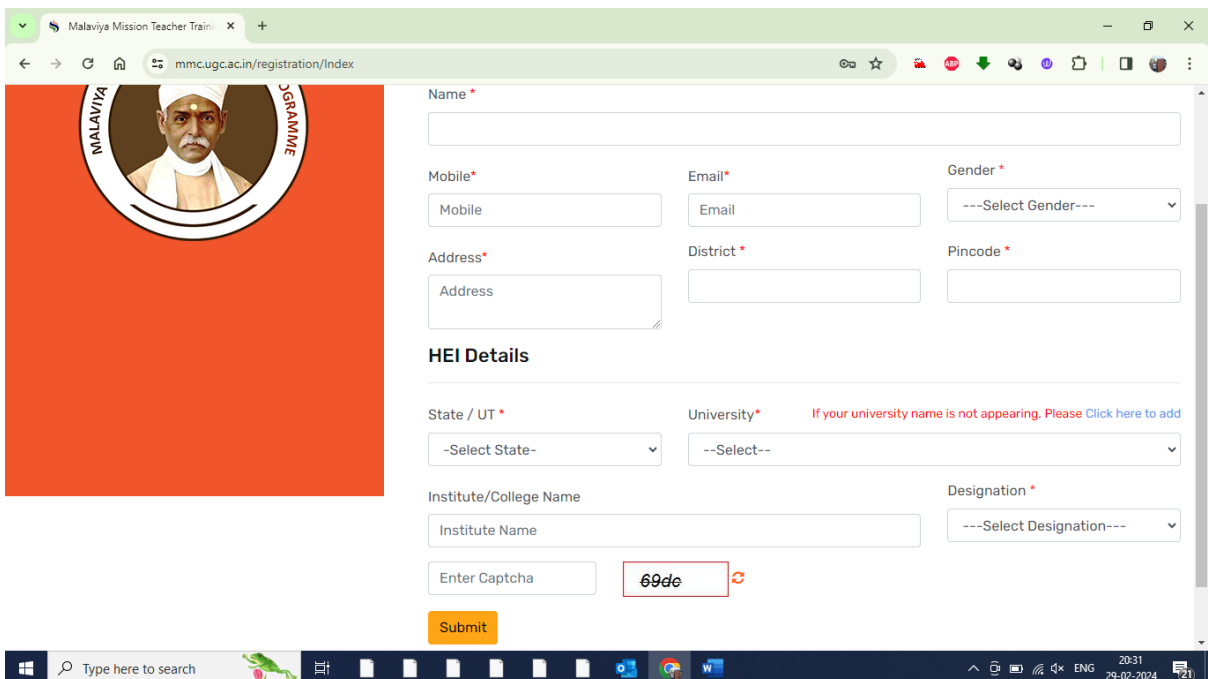 Malaviya Mission Teacher Traini
mmc.ugc.ac.in/registration/Index
ABP
MALAVIYA
OGRAMME
Name *
Mobile* Email* Gender *
Mobile Email ---Select Gender---
Address* District * Pincode *
Address
HEI Details
State / UT * University* If your university name is not appearing, Please Click here to add
-Select State- --Select--
Institute/College Name Designation *
Institute Name ---Select Designation---
Enter Captcha 69dc
Submit
Type here to search ENG 20:31
29-02-2024 21